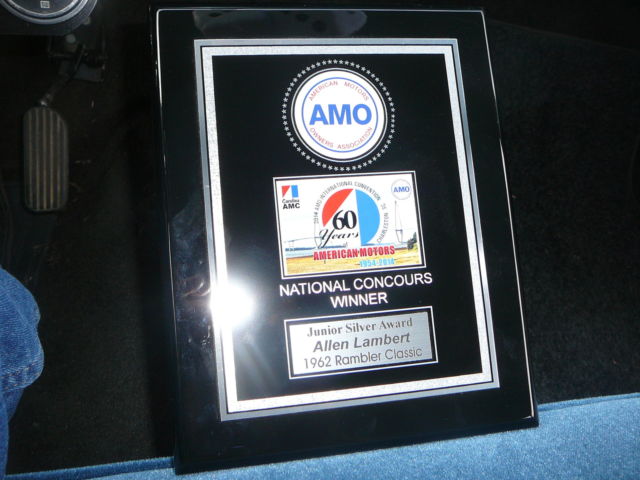 AMERICAN MOTORS
AMO
OWNERS ASSOCIATION
Carolina
AMC
2014 AMO INTERNATIONAL CONVENTION
AMO
60
Years
AMERICAN MOTORS
1954-2014
NATIONAL CONCOURS
WINNER
Junior Silver Award
Allen Lambert
1962 Rambler Classic